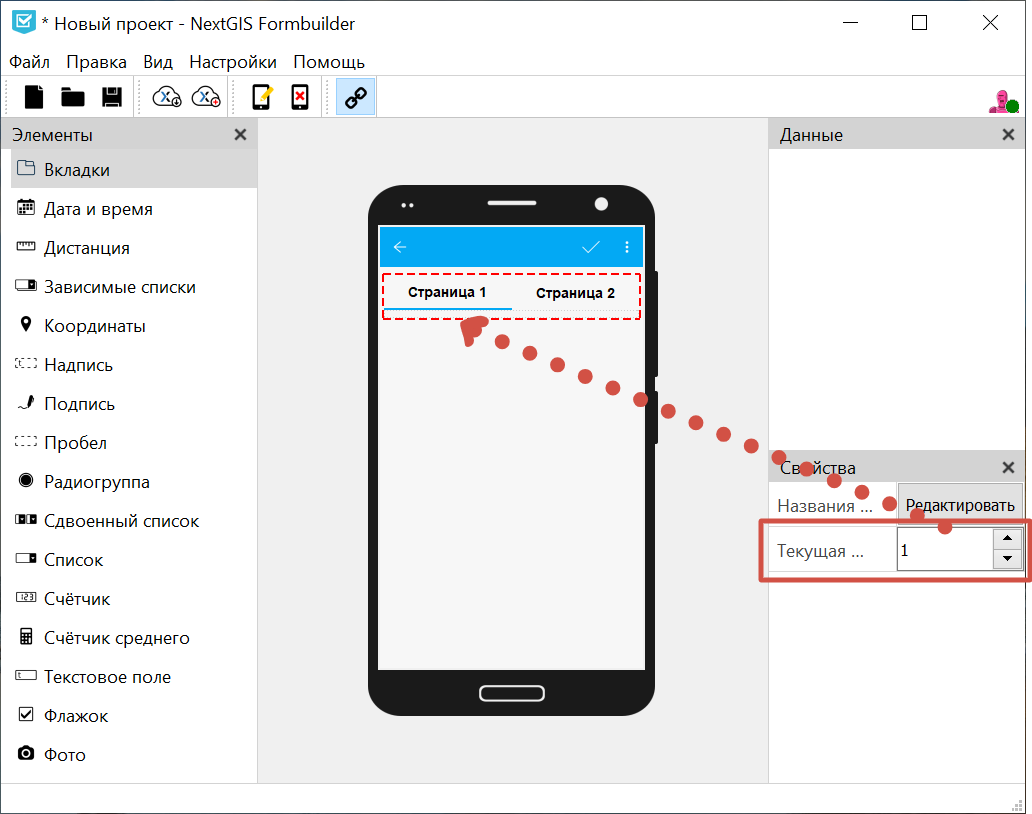 * Новый проект - NextGIS Formbuilder
Файл Правка Вид Настройки Помощь
Элементы
Вкладки
Дата и время
Дистанция
Зависимые списки
Координаты
Надпись
Подпись
Пробел
Радиогруппа
Сдвоенный список
Список
Счётчик
Счётчик среднего
Текстовое поле
Флажок
Фото
Страница 1
Страница 2
Данные
Свойства
Названия ...
Редактировать
Текущая ...
1